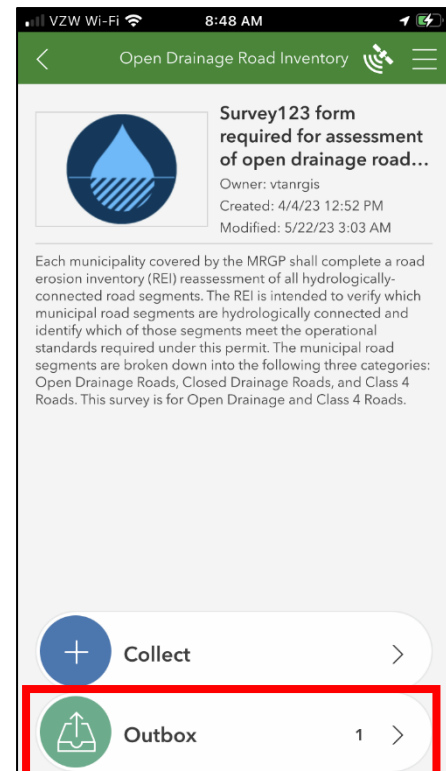 VZW Wi-Fi 8:48 AM
Open Drainage Road Inventory
Survey123 form
required for assessment
of open drainage road...
Owner: vtanrgis
Created: 4/4/23 12:52 PM
Modified: 5/22/23 3:03 AM
Each municipality covered by the MRGP shall complete a road
erosion inventory (REI) reassessment of all hydrologically-
connected road segments. The REI is intended to verify which
municipal road segments are hydrologically connected and
identify which of those segments meet the operational
standards required under this permit. The municipal road
segments are broken down into the following three categories:
Open Drainage Roads, Closed Drainage Roads, and Class 4
Roads. This survey is for Open Drainage and Class 4 Roads.
Collect
Outbox 1